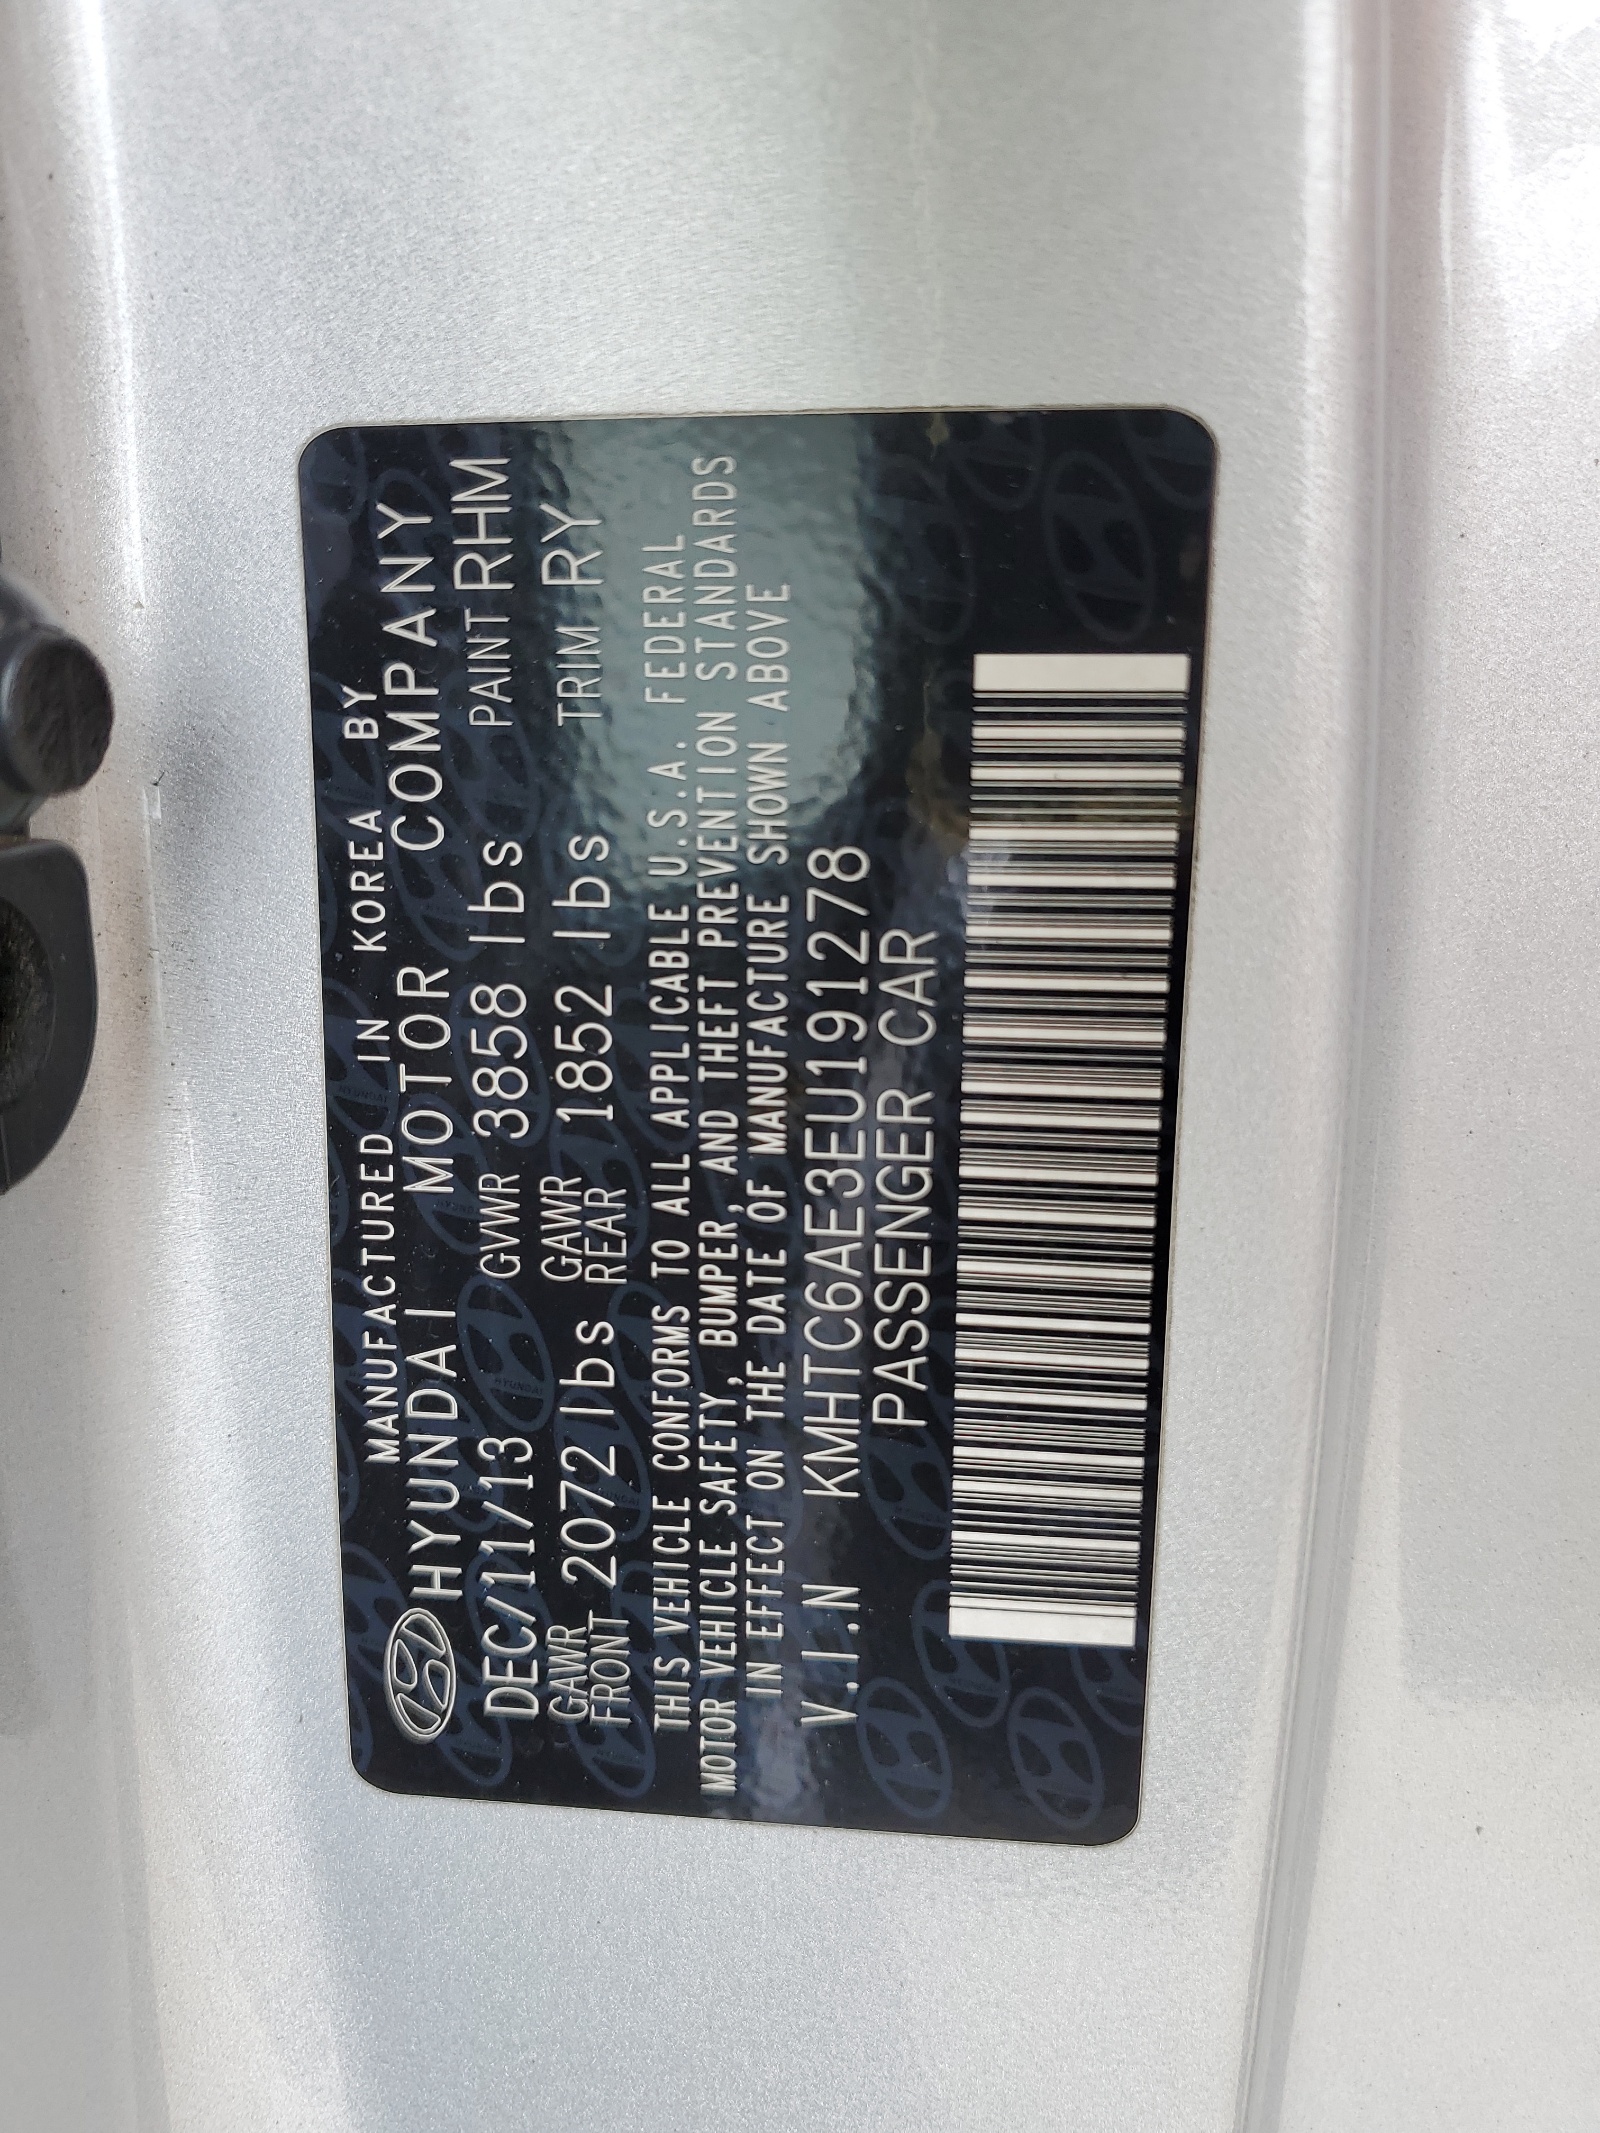 MANUFACTURED IN KOREA BY
HYUNDAI MOTOR COMPANY
DEC/11/13 GVWR 3858 lbs PAINT RHM
GAWR FRONT 2072 lbs GAWR REAR 1852 lbs TRIM RY
THIS VEHICLE CONFORMS TO ALL APPLICABLE U.S.A. FEDERAL
MOTOR VEHICLE SAFETY, BUMPER, AND THEFT PREVENTION STANDARDS
IN EFFECT ON THE DATE OF MANUFACTURE SHOWN ABOVE
V.I.N KMHTC6AE3EU191278
PASSENGER CAR